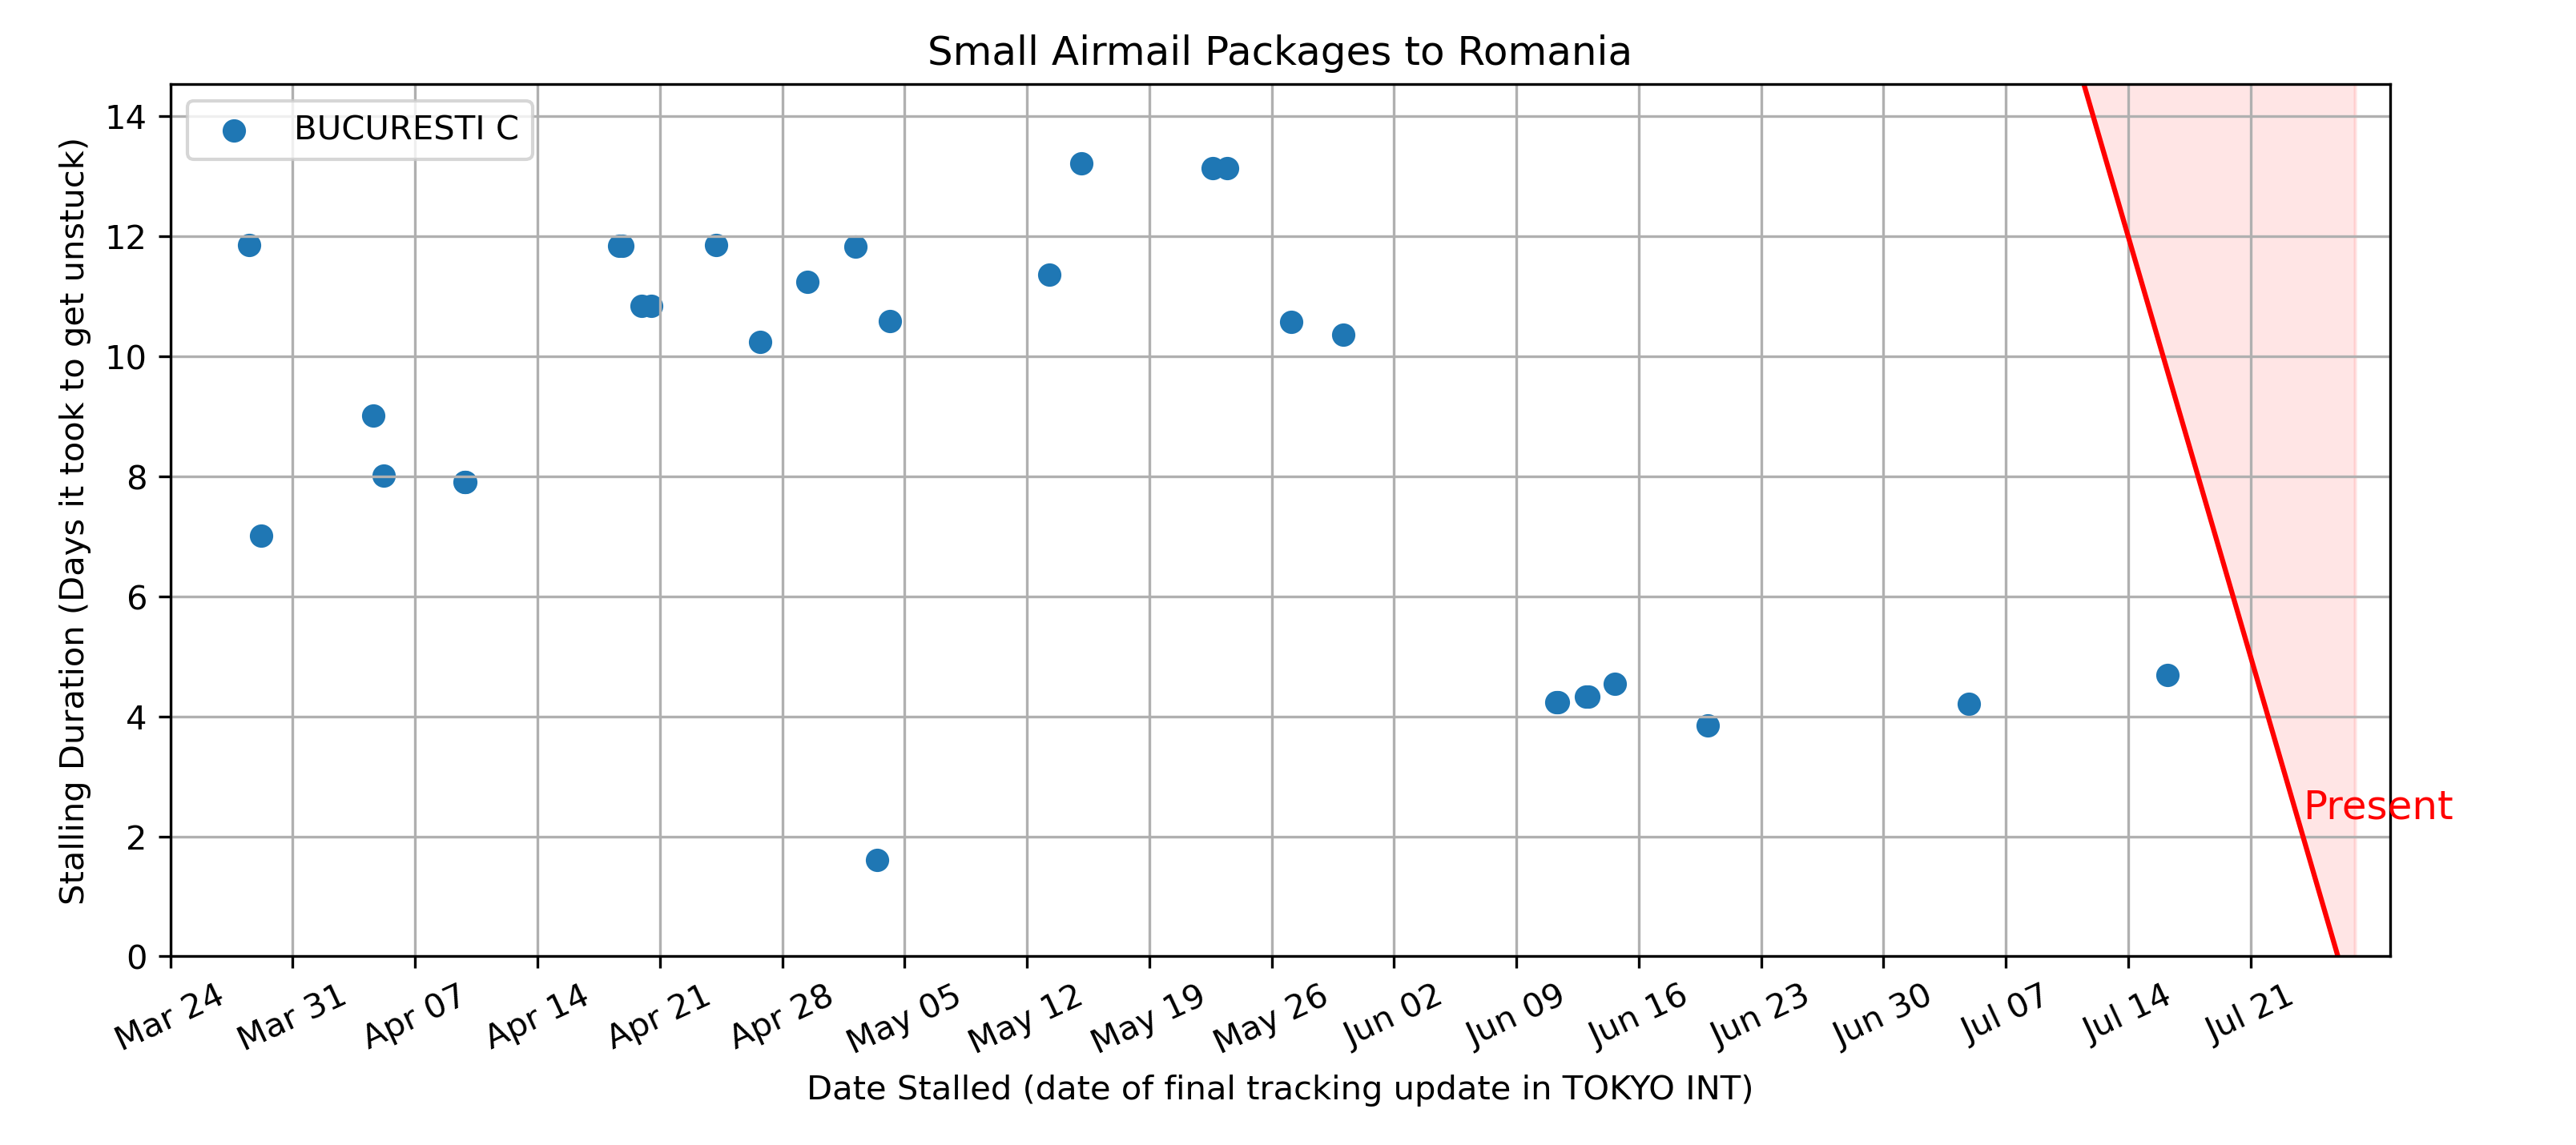 Small Airmail Packages to Romania
BUCURESTI C
Stalling Duration (Days it took to get unstuck)
14
12
10
8
6
4
2
0
Present
Mar 24
Mar 31
Apr 07
Apr 14
Apr 21
Apr 28
May 05
May 12
May 19
May 26
Jun 02
Jun 09
Jun 16
Jun 23
Jun 30
Jul 07
Jul 14
Jul 21
Date Stalled (date of final tracking update in TOKYO INT)